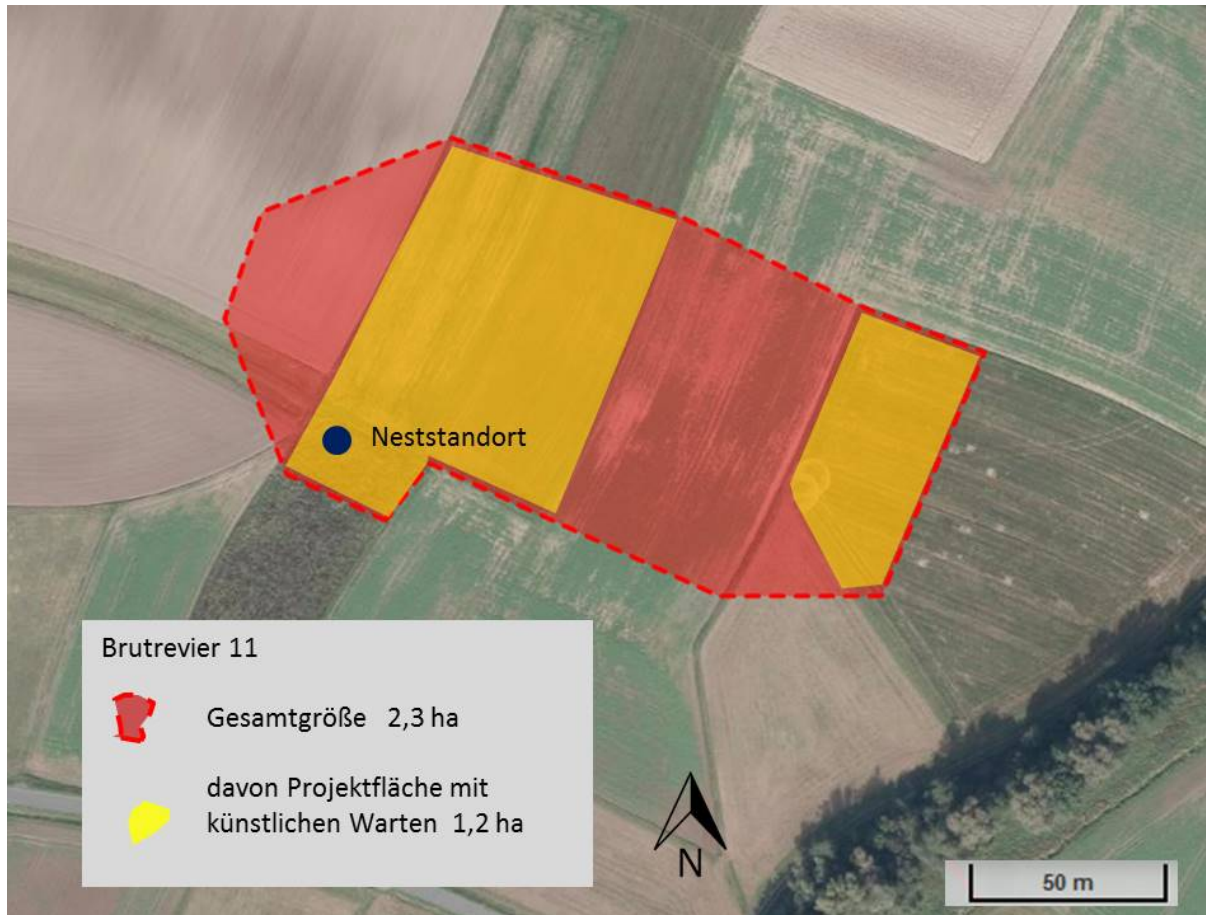 Neststandort
Brutrevier 11
Gesamtgröße 2,3 ha
davon Projektfläche mit
künstlichen Warten 1,2 ha
N
50 m